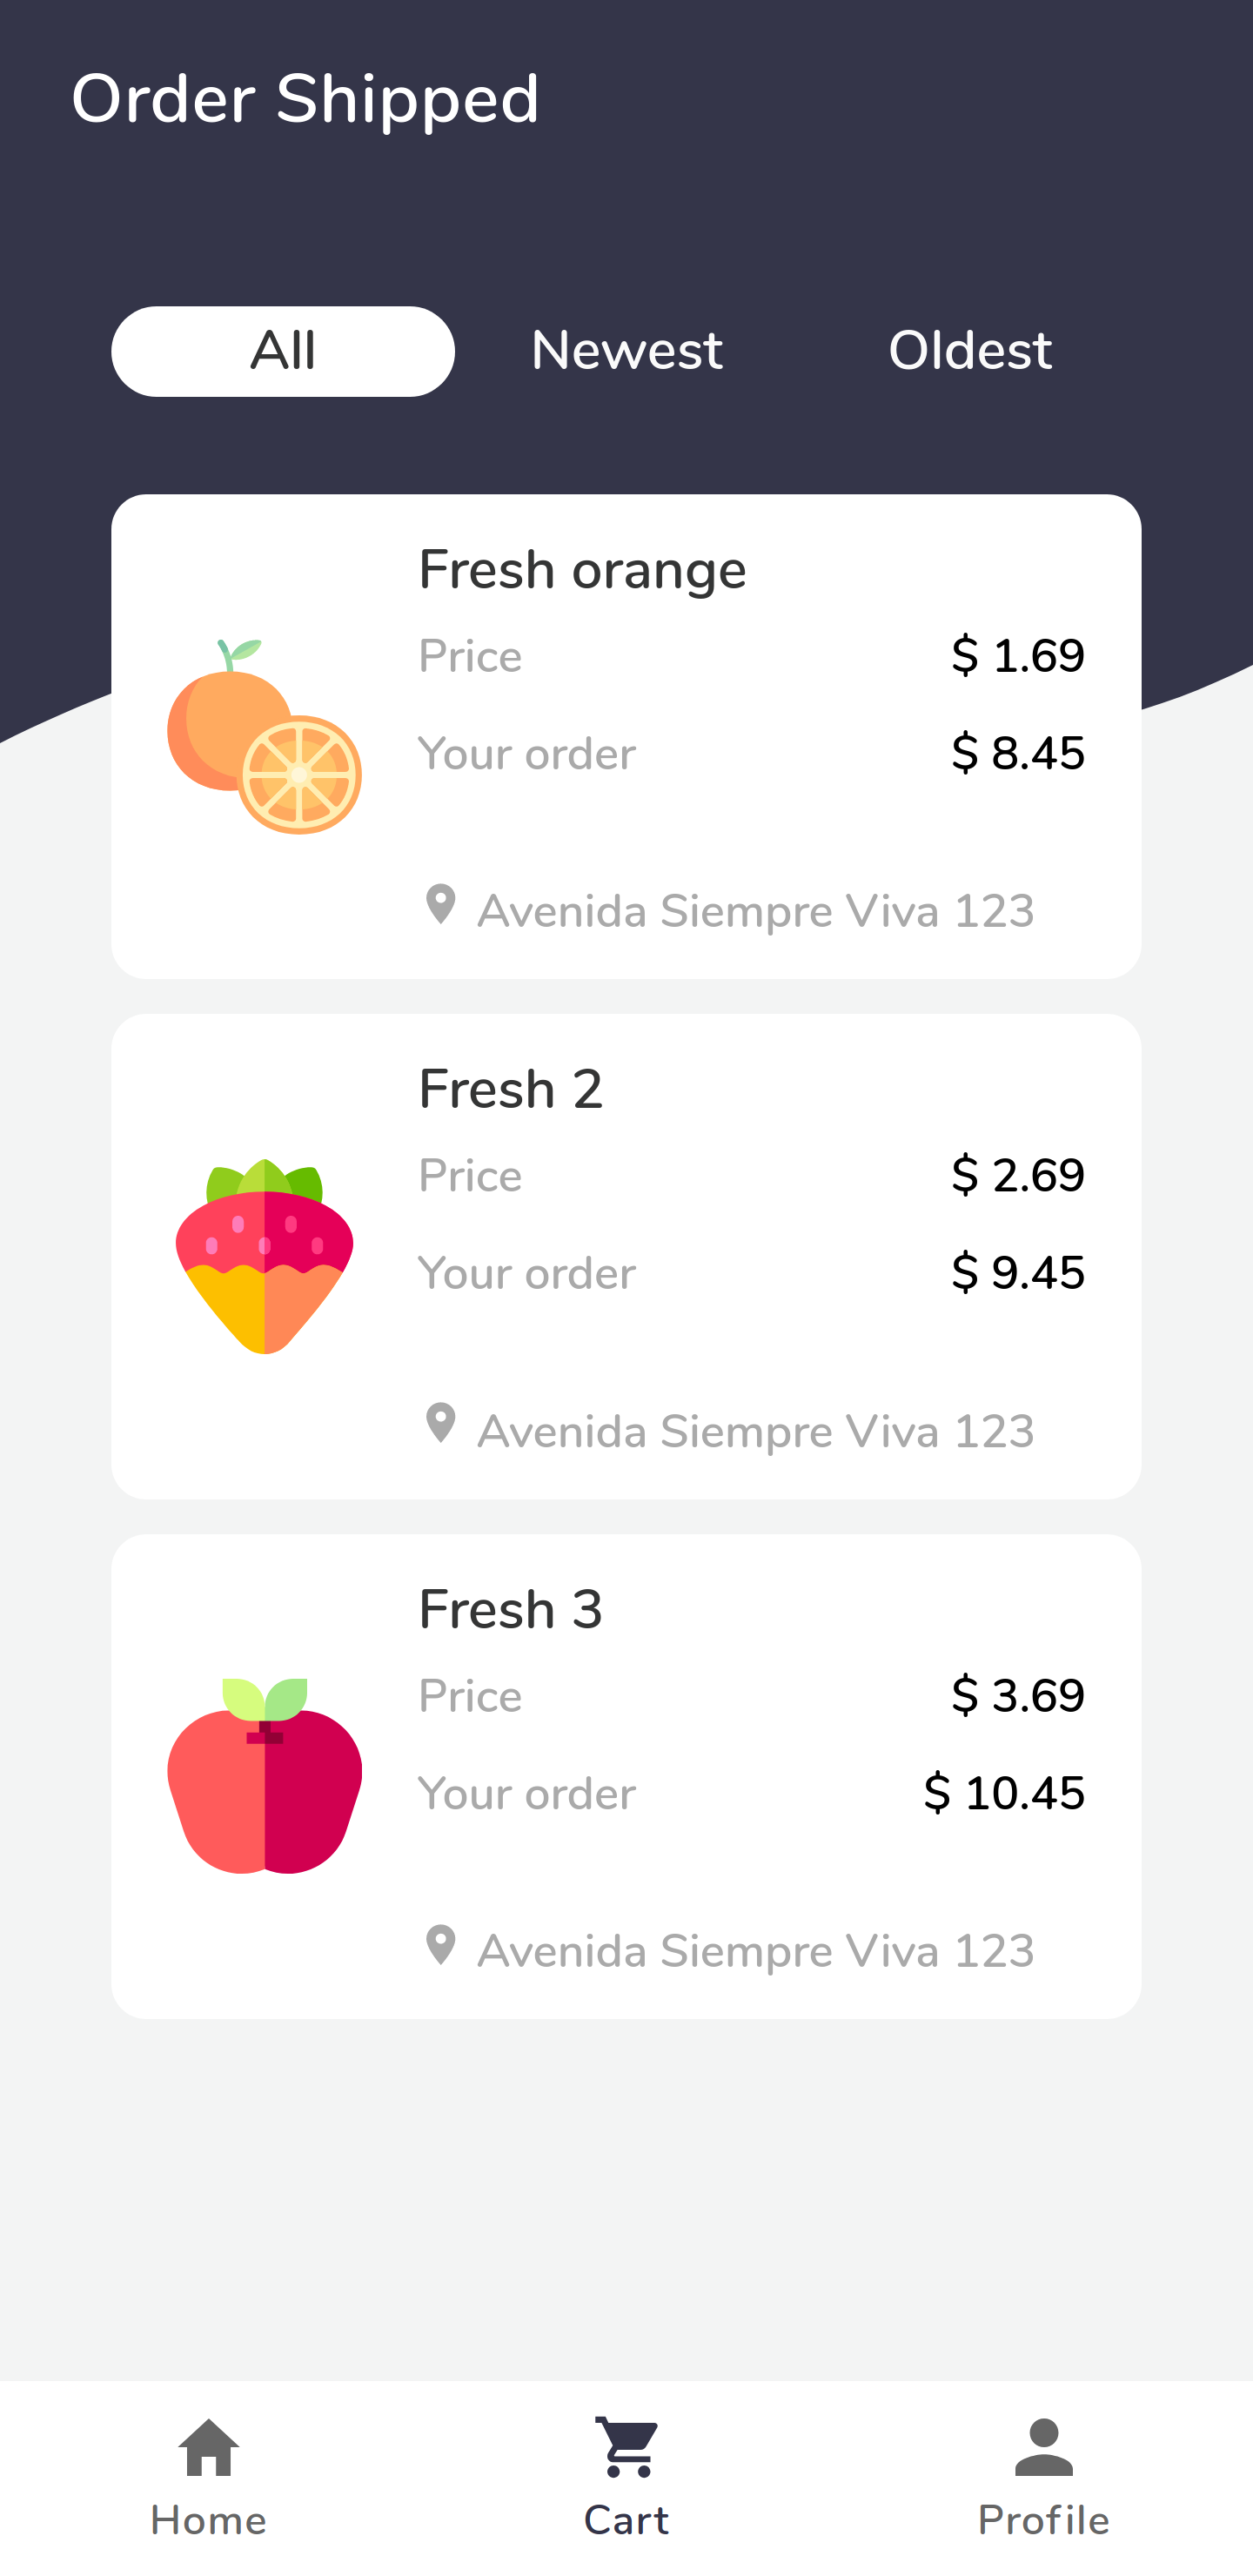 Order Shipped
All Newest Oldest
Fresh orange
Price $ 1.69
Your order $ 8.45
Avenida Siempre Viva 123
Fresh 2
Price $ 2.69
Your order $ 9.45
Avenida Siempre Viva 123
Fresh 3
Price $ 3.69
Your order $ 10.45
Avenida Siempre Viva 123
Home Cart Profile